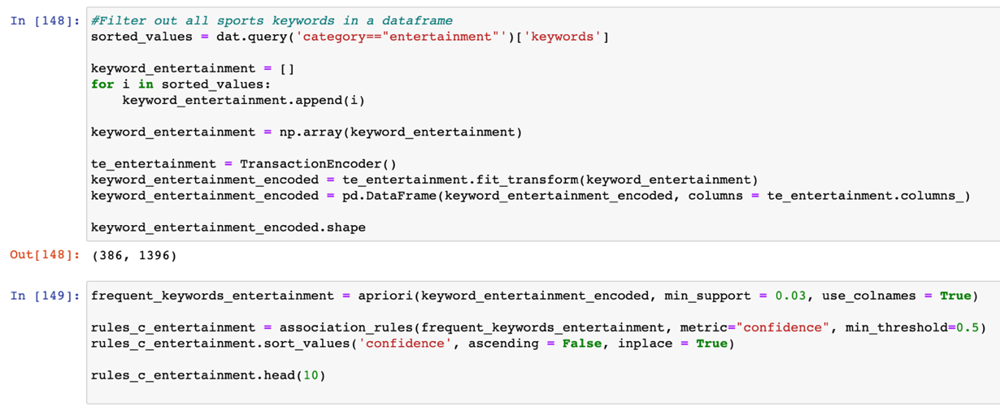 In [148]: #Filter out all sports keywords in a dataframe
sorted_values = dat.query('category=="entertainment"')['keywords']
keyword_entertainment = []
for i in sorted_values:
    keyword_entertainment.append(i)
keyword_entertainment = np.array(keyword_entertainment)
te_entertainment = TransactionEncoder()
keyword_entertainment_encoded = te_entertainment.fit_transform(keyword_entertainment)
keyword_entertainment_encoded = pd.DataFrame(keyword_entertainment_encoded, columns = te_entertainment.columns_)
keyword_entertainment_encoded.shape
Out[148]: (386, 1396)
In [149]: frequent_keywords_entertainment = apriori(keyword_entertainment_encoded, min_support = 0.03, use_colnames = True)
rules_c_entertainment = association_rules(frequent_keywords_entertainment, metric="confidence", min_threshold=0.5)
rules_c_entertainment.sort_values('confidence', ascending = False, inplace = True)
rules_c_entertainment.head(10)